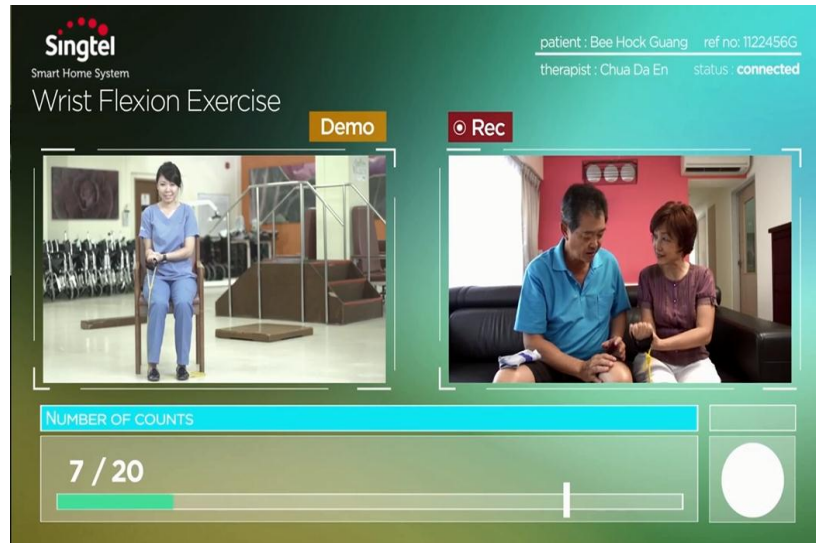 Singtel
Smart Home System
Wrist Flexion Exercise
patient : Bee Hock Guang ref no: 1122456G
therapist : Chua Da En status : connected
Demo
Rec
NUMBER OF COUNTS
7 / 20